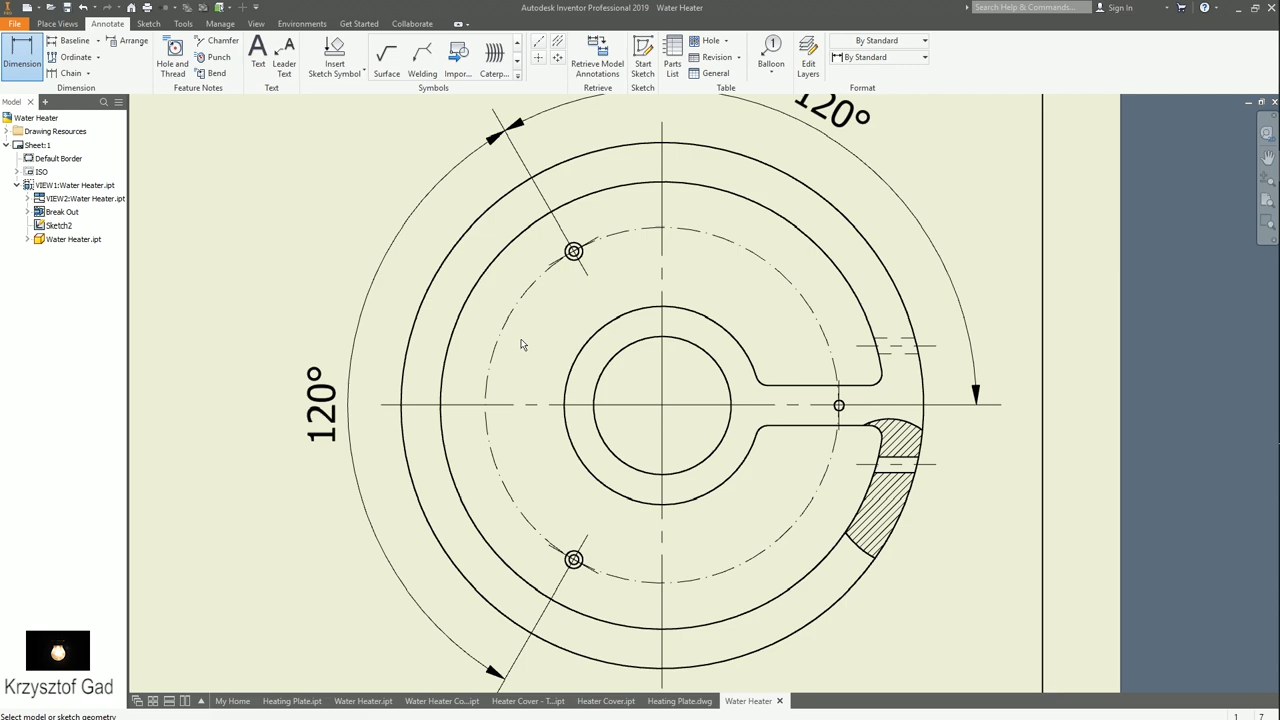 Autodesk Inventor Professional 2019 Water Heater
Search Help & Commands...
Sign In
File Place Views Annotate Sketch Tools Manage View Environments Get Started Collaborate
Dimension
Baseline
Ordinate
Chain
Arrange
Dimension
Hole and Thread
Chamfer
Punch
Bend
Feature Notes
Text
Leader Text
Text
Insert Sketch Symbol
Surface
Welding
Impor...
Caterp...
Symbols
Retrieve Model Annotations
Retrieve
Start Sketch
Sketch
Parts List
Hole
Revision
General
Table
Balloon
Edit Layers
By Standard
By Standard
Format
Model
Water Heater
Drawing Resources
Sheet:1
Default Border
ISO
VIEW1:Water Heater.ipt
VIEW2:Water Heater.ipt
Break Out
Sketch2
Water Heater.ipt
120°
120°
Krzysztof Gad
My Home Heating Plate.ipt Water Heater.ipt Water Heater Co...ipt Heater Cover - T...ipt Heater Cover.ipt Heating Plate.dwg Water Heater
Select model or sketch geometry
1 7